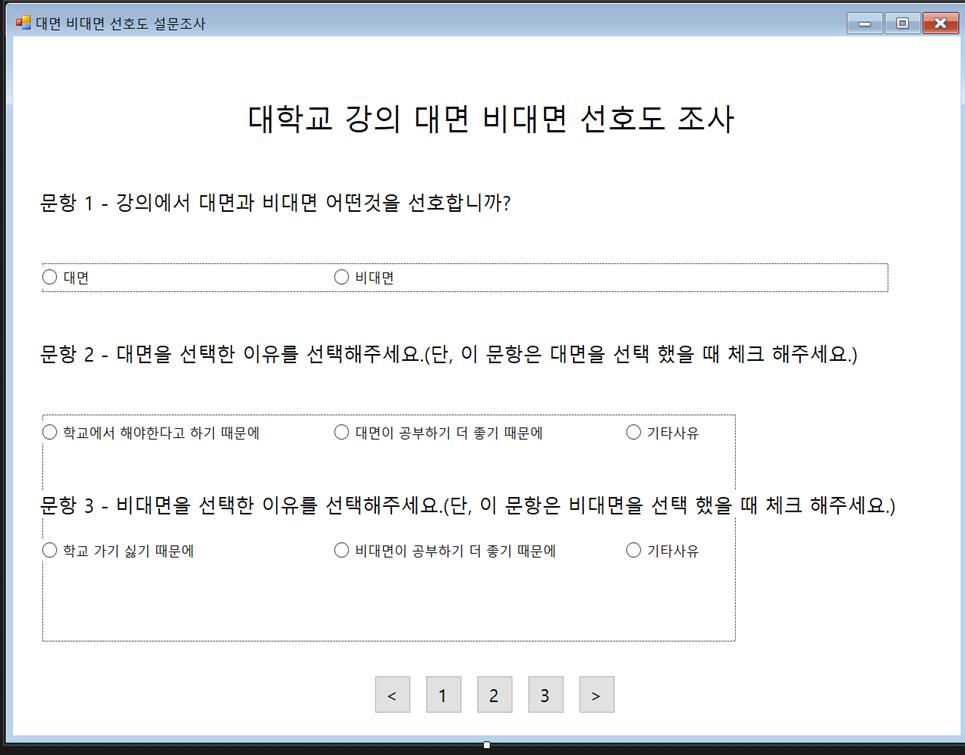 대면 비대면 선호도 설문조사
대학교 강의 대면 비대면 선호도 조사
문항 1 - 강의에서 대면과 비대면 어떤것을 선호합니까?
대면 비대면
문항 2 - 대면을 선택한 이유를 선택해주세요.(단, 이 문항은 대면을 선택 했을 때 체크 해주세요.)
학교에서 해야한다고 하기 때문에 대면이 공부하기 더 좋기 때문에 기타사유
문항 3 - 비대면을 선택한 이유를 선택해주세요.(단, 이 문항은 비대면을 선택 했을 때 체크 해주세요.)
학교 가기 싫기 때문에 비대면이 공부하기 더 좋기 때문에 기타사유
< 1 2 3 >